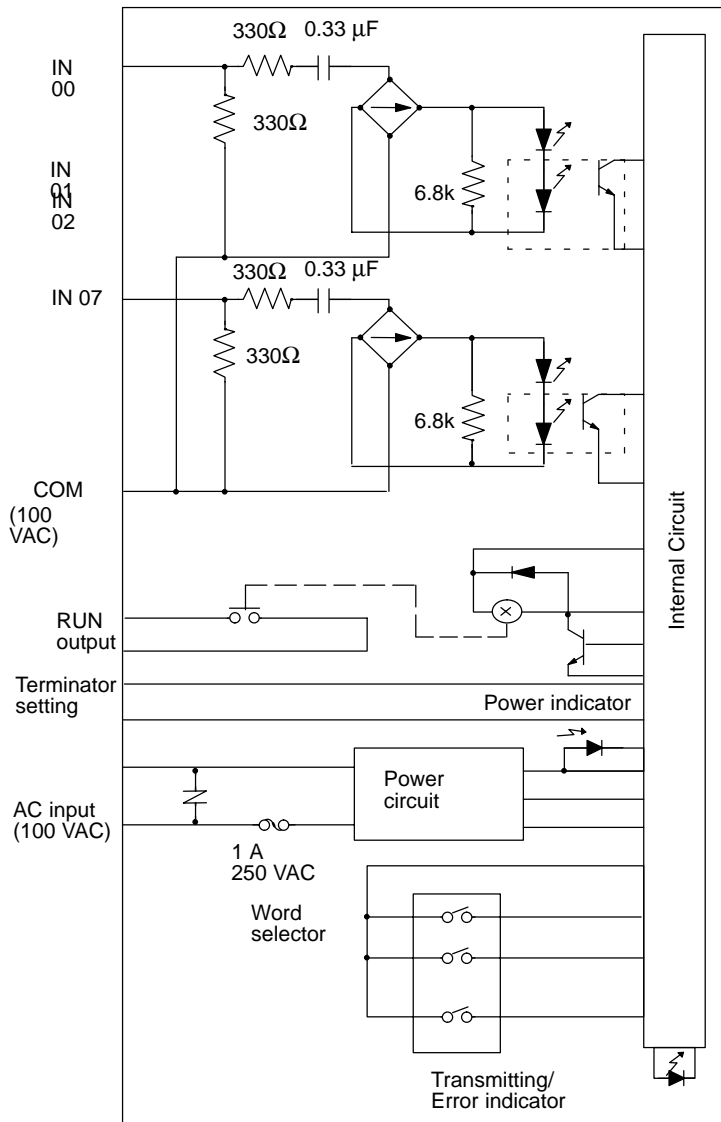 330Ω
0.33 μF
IN
00
330Ω
IN
01
IN
02
6.8k
330Ω
0.33 μF
IN 07
330Ω
6.8k
COM
(100
VAC)
Internal Circuit
RUN
output
Terminator
setting
Power indicator
Power
circuit
AC input
(100 VAC)
1 A
250 VAC
Word
selector
Transmitting/
Error indicator